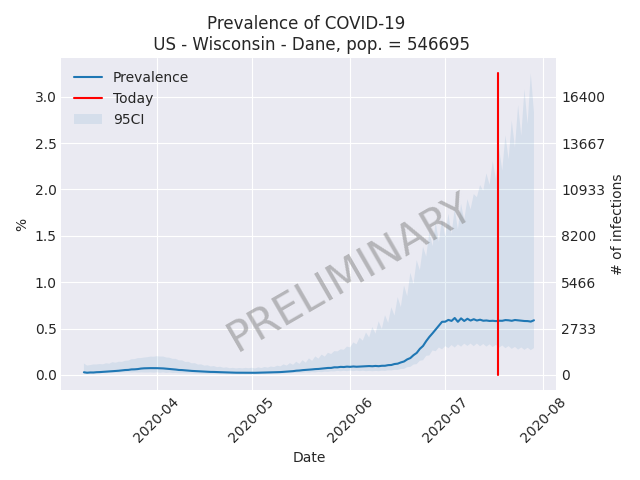 Prevalence of COVID-19
US - Wisconsin - Dane, pop. = 546695
Prevalence
Today
95CI
3.0
2.5
2.0
1.5
1.0
0.5
0.0
%
16400
13667
10933
8200
5466
2733
0
# of infections
PRELIMINARY
2020-04
2020-05
2020-06
2020-07
2020-08
Date